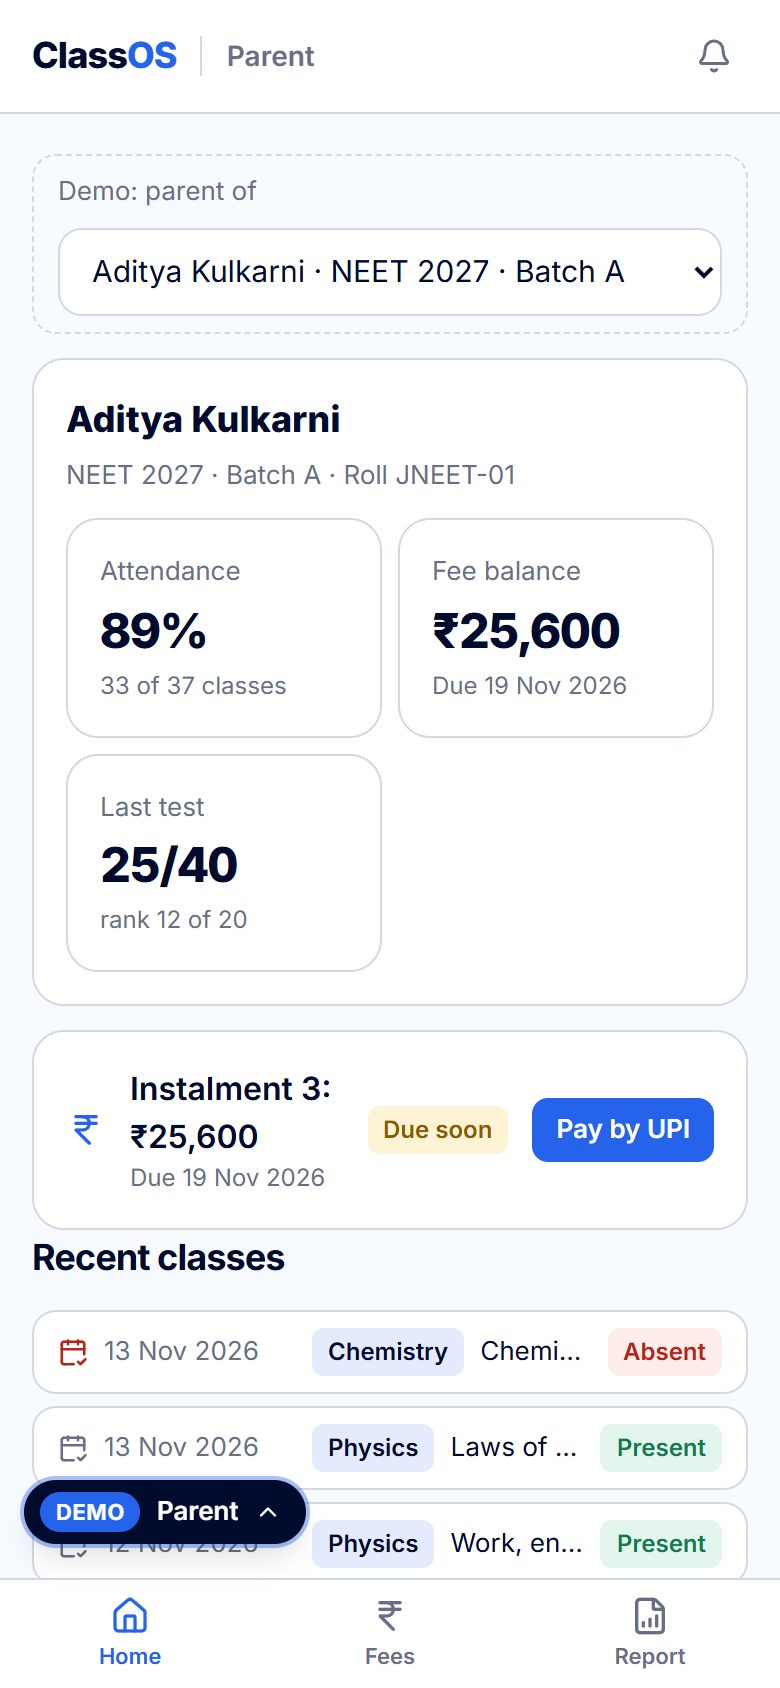 ClassOS Parent
Demo: parent of
Aditya Kulkarni · NEET 2027 · Batch A
Aditya Kulkarni
NEET 2027 · Batch A · Roll JNEET-01
Attendance
89%
33 of 37 classes
Fee balance
₹25,600
Due 19 Nov 2026
Last test
25/40
rank 12 of 20
Instalment 3:
₹25,600
Due 19 Nov 2026
Due soon
Pay by UPI
Recent classes
13 Nov 2026 Chemistry Chemi... Absent
13 Nov 2026 Physics Laws of ... Present
DEMO Parent
12 Nov 2026 Physics Work, en... Present
Home
Fees
Report